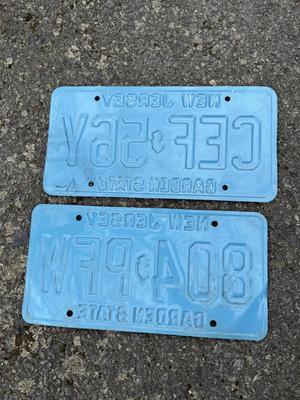 NEW JERSEY
CEF 56Y
GARDEN STATE
NEW JERSEY
804 PFW
GARDEN STATE